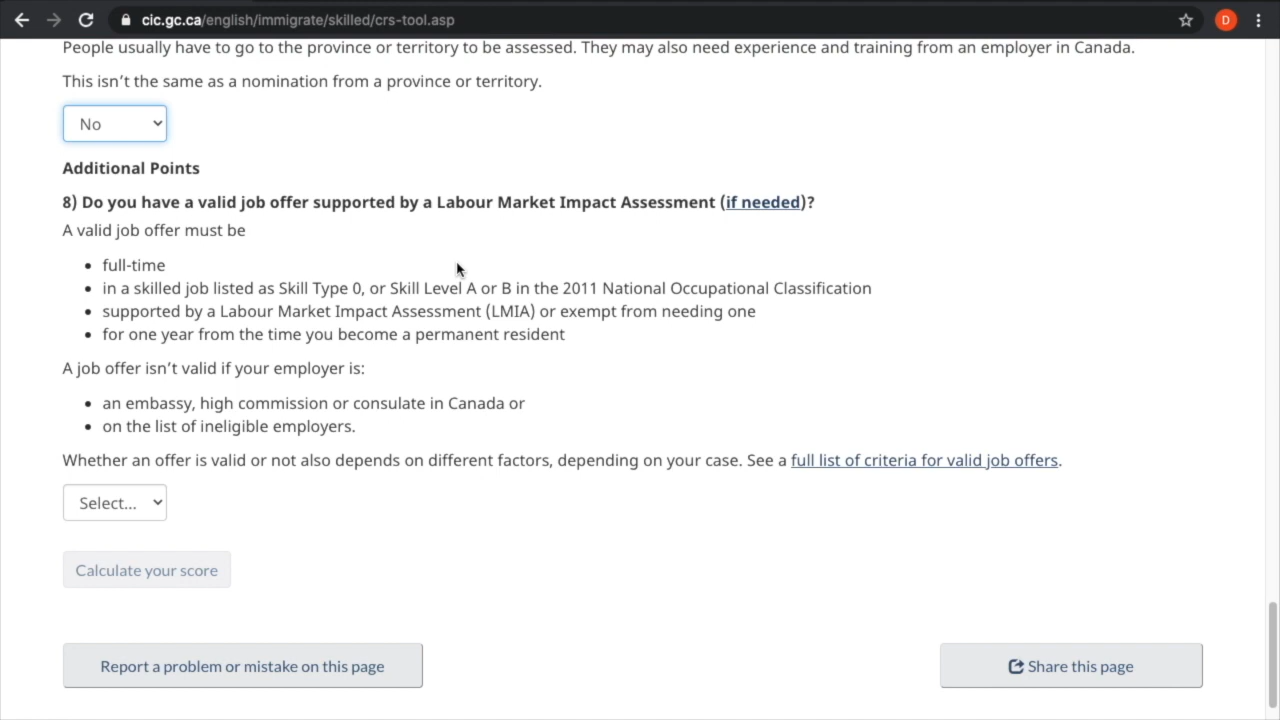 cic.gc.ca/english/immigrate/skilled/crs-tool.asp
D
People usually have to go to the province or territory to be assessed. They may also need experience and training from an employer in Canada.
This isn’t the same as a nomination from a province or territory.
No
Additional Points
8) Do you have a valid job offer supported by a Labour Market Impact Assessment (if needed)?
A valid job offer must be
• full-time
• in a skilled job listed as Skill Type 0, or Skill Level A or B in the 2011 National Occupational Classification
• supported by a Labour Market Impact Assessment (LMIA) or exempt from needing one
• for one year from the time you become a permanent resident
A job offer isn’t valid if your employer is:
• an embassy, high commission or consulate in Canada or
• on the list of ineligible employers.
Whether an offer is valid or not also depends on different factors, depending on your case. See a full list of criteria for valid job offers.
Select...
Calculate your score
Report a problem or mistake on this page
Share this page